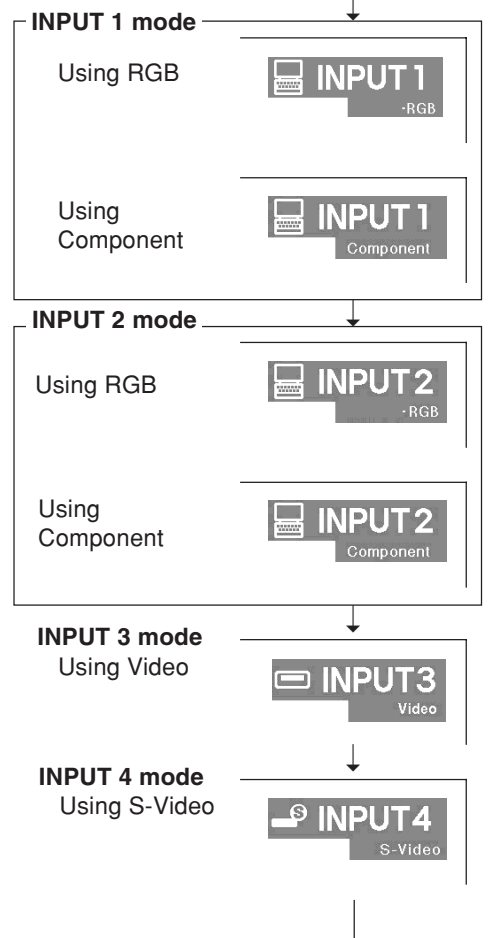 INPUT 1 mode
Using RGB
INPUT 1
-RGB
Using
Component
INPUT 1
Component
INPUT 2 mode
Using RGB
INPUT 2
-RGB
Using
Component
INPUT 2
Component
INPUT 3 mode
Using Video
INPUT3
Video
INPUT 4 mode
Using S-Video
INPUT4
S-Video